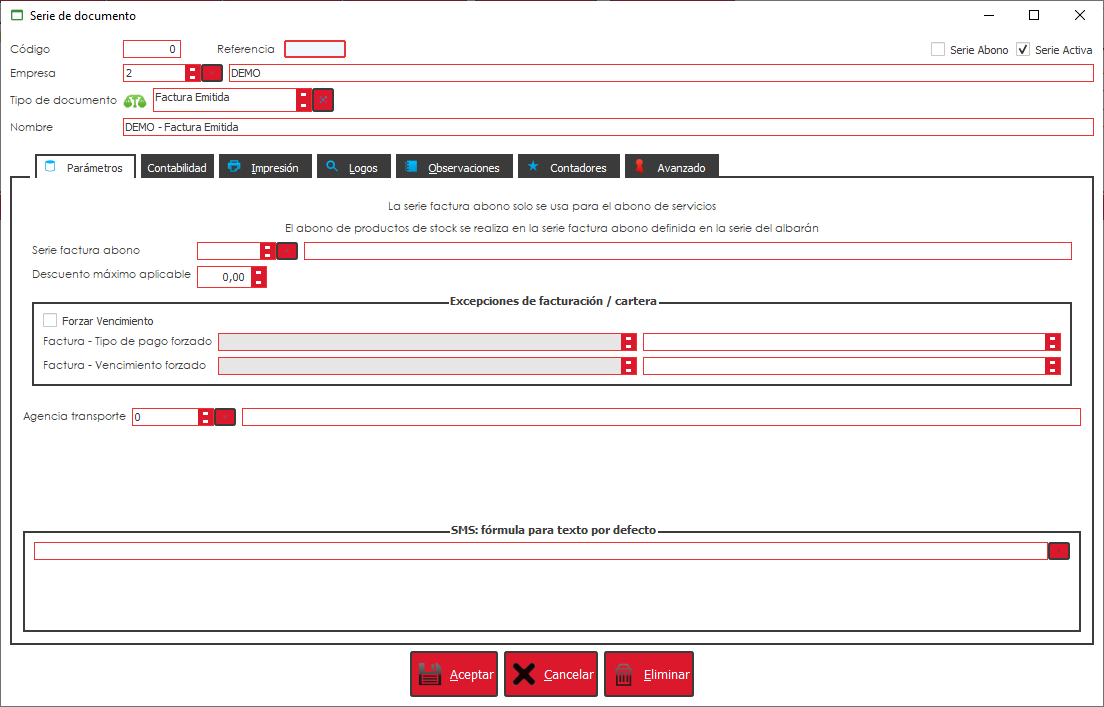 Serie de documento
Código 0 Referencia Serie Abono Serie Activa
Empresa 2 DEMO
Tipo de documento Factura Emitida
Nombre DEMO - Factura Emitida
Parámetros Contabilidad Impresión Logos Observaciones Contadores Avanzado
La serie factura abono solo se usa para el abono de servicios
El abono de productos de stock se realiza en la serie factura abono definida en la serie del albarán
Serie factura abono
Descuento máximo aplicable 0,00
Excepciones de facturación / cartera
Forzar Vencimiento
Factura - Tipo de pago forzado
Factura - Vencimiento forzado
Agencia transporte 0
SMS: fórmula para texto por defecto
Aceptar Cancelar Eliminar